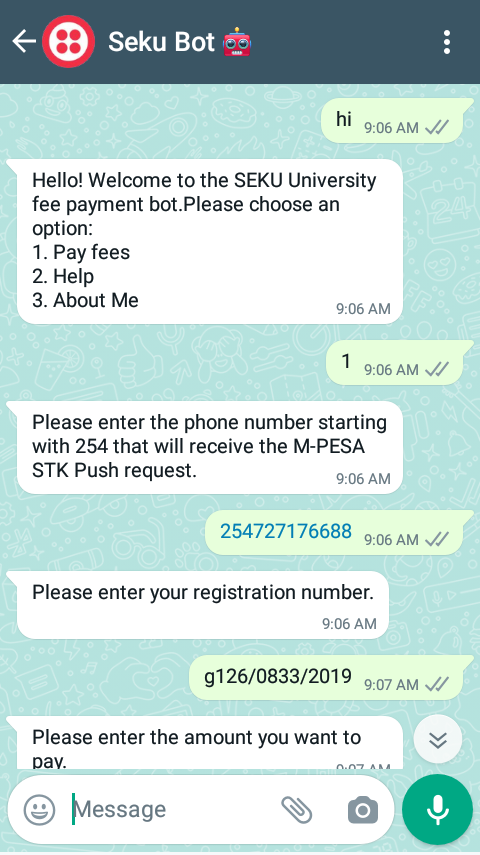 Seku Bot
hi 9:06 AM
Hello! Welcome to the SEKU University
fee payment bot.Please choose an
option:
1. Pay fees
2. Help
3. About Me
9:06 AM
1 9:06 AM
Please enter the phone number starting
with 254 that will receive the M-PESA
STK Push request.
9:06 AM
254727176688 9:06 AM
Please enter your registration number.
9:06 AM
g126/0833/2019 9:07 AM
Please enter the amount you want to
pay.
9:07 AM
Message